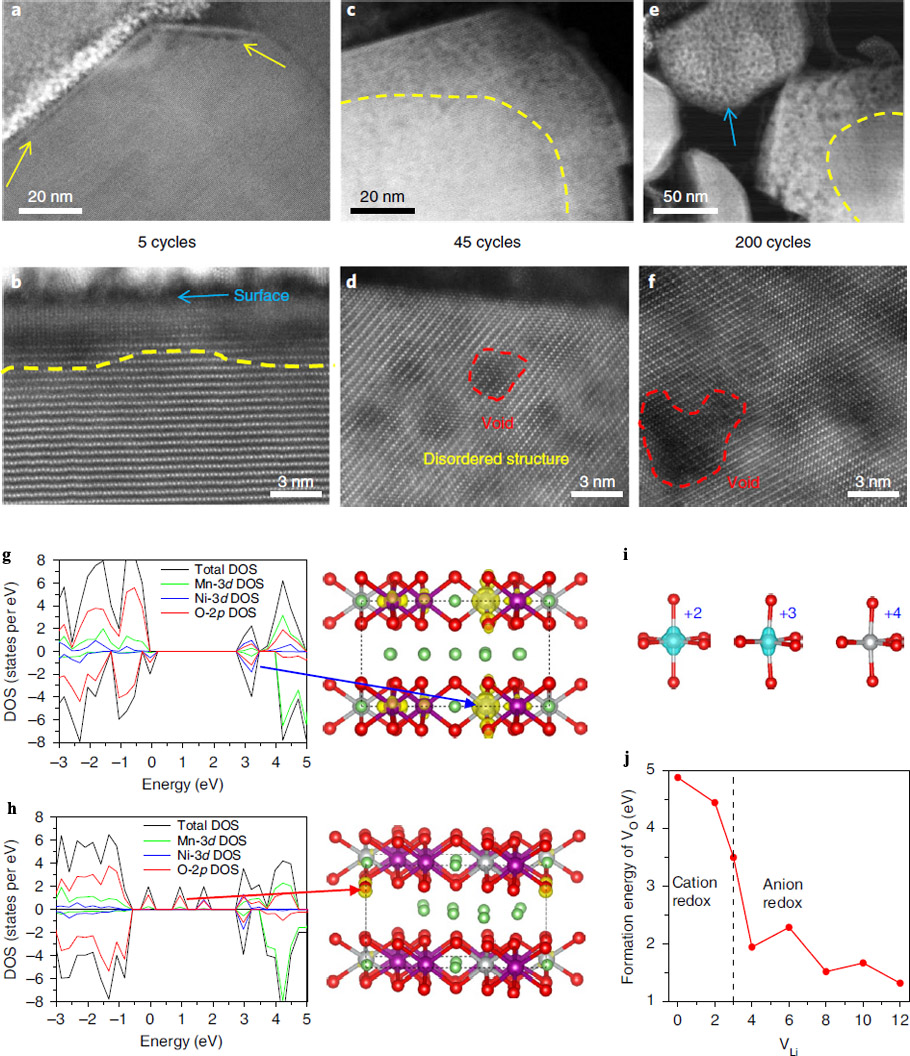 a
20 nm
c
20 nm
e
50 nm
5 cycles
45 cycles
200 cycles
b
Surface
3 nm
d
Void
Disordered structure
3 nm
f
Void
3 nm
g
DOS (states per eV)
8
6
4
2
0
−2
−4
−6
−8
Total DOS
Mn-3d DOS
Ni-3d DOS
O-2p DOS
−3 −2 −1 0 1 2 3 4 5
Energy (eV)
h
DOS (states per eV)
8
6
4
2
0
−2
−4
−6
−8
Total DOS
Mn-3d DOS
Ni-3d DOS
O-2p DOS
−3 −2 −1 0 1 2 3 4 5
Energy (eV)
i
+2
+3
+4
j
Formation energy of VO (eV)
5
4
3
2
1
Cation
redox
Anion
redox
0 2 4 6 8 10 12
VLi